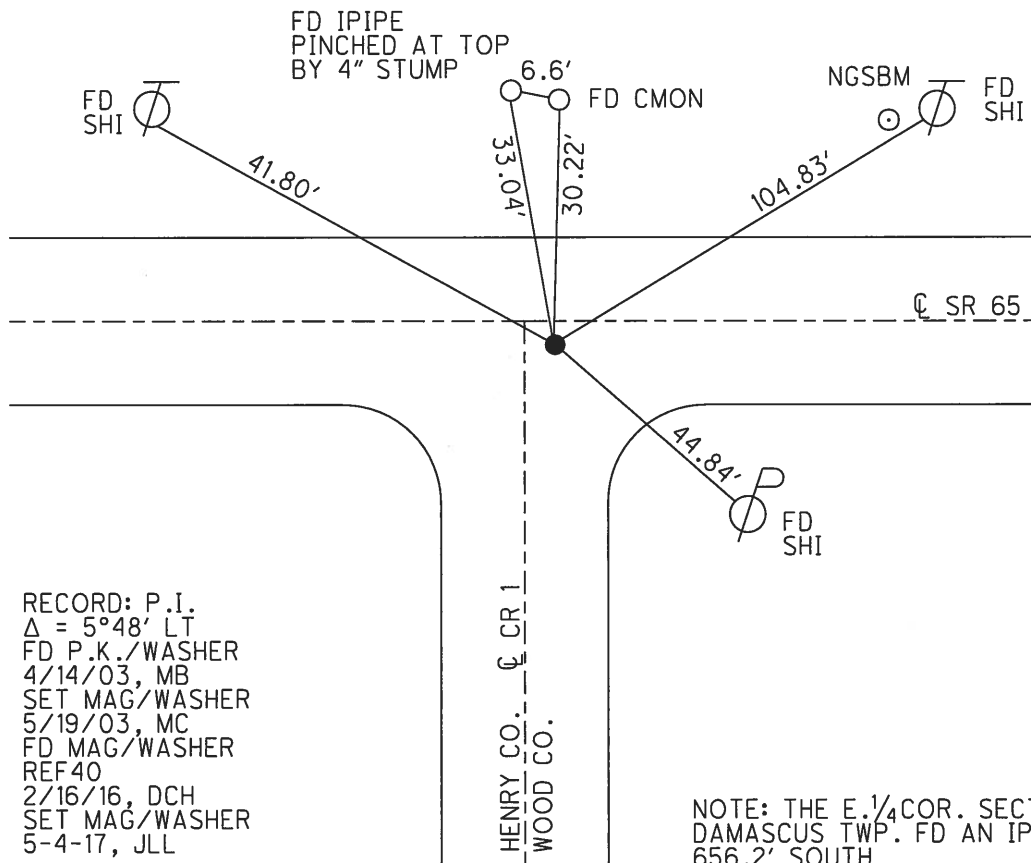 FD IPIPE
PINCHED AT TOP
BY 4" STUMP
6.6'
FD CMON
NGSBM
FD
SHI
FD
SHI
41.80'
33.04'
30.22'
104.83'
℄ SR 65
44.84'
FD
SHI
RECORD: P.I.
Δ = 5°48' LT
FD P.K./WASHER
4/14/03, MB
SET MAG/WASHER
5/19/03, MC
FD MAG/WASHER
REF40
2/16/16, DCH
SET MAG/WASHER
5-4-17, JLL
HENRY CO. ℄ CR 1
WOOD CO.
NOTE: THE E.¼COR. SECT
DAMASCUS TWP. FD AN IP
656.2' SOUTH